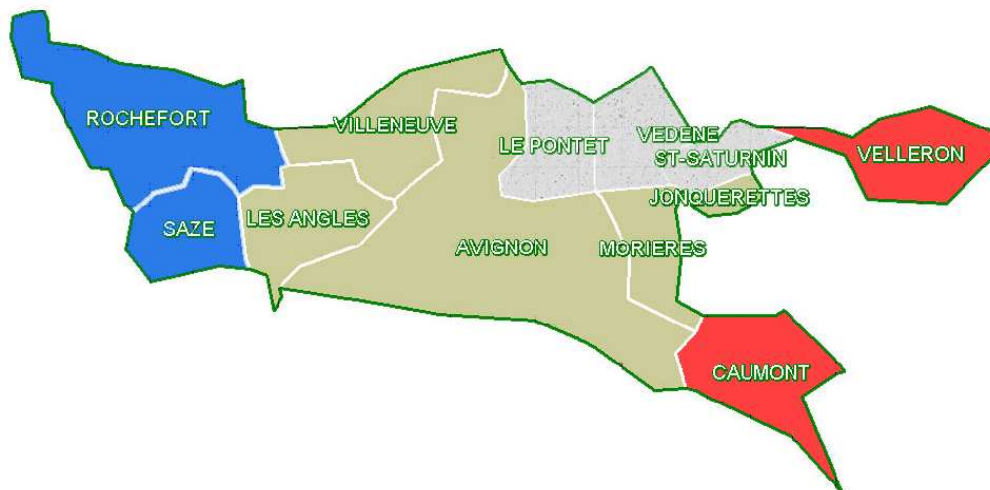 ROCHEFORT
VILLENEUVE
LE PONTET
VEDENE
ST-SATURNIN
VELLERON
JONQUERETTES
SAZE
LES ANGLES
AVIGNON
MORIERES
CAUMONT